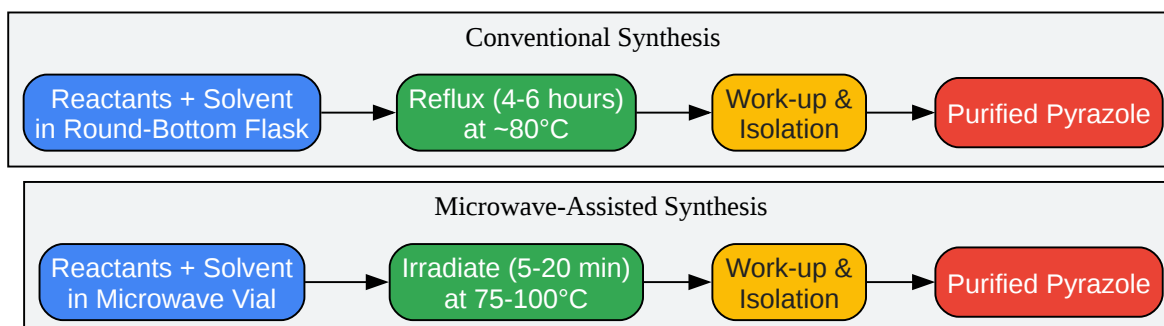 Conventional Synthesis
Reactants + Solvent
in Round-Bottom Flask
Reflux (4-6 hours)
at ~80°C
Work-up &
Isolation
Purified Pyrazole
Microwave-Assisted Synthesis
Reactants + Solvent
in Microwave Vial
Irradiate (5-20 min)
at 75-100°C
Work-up &
Isolation
Purified Pyrazole